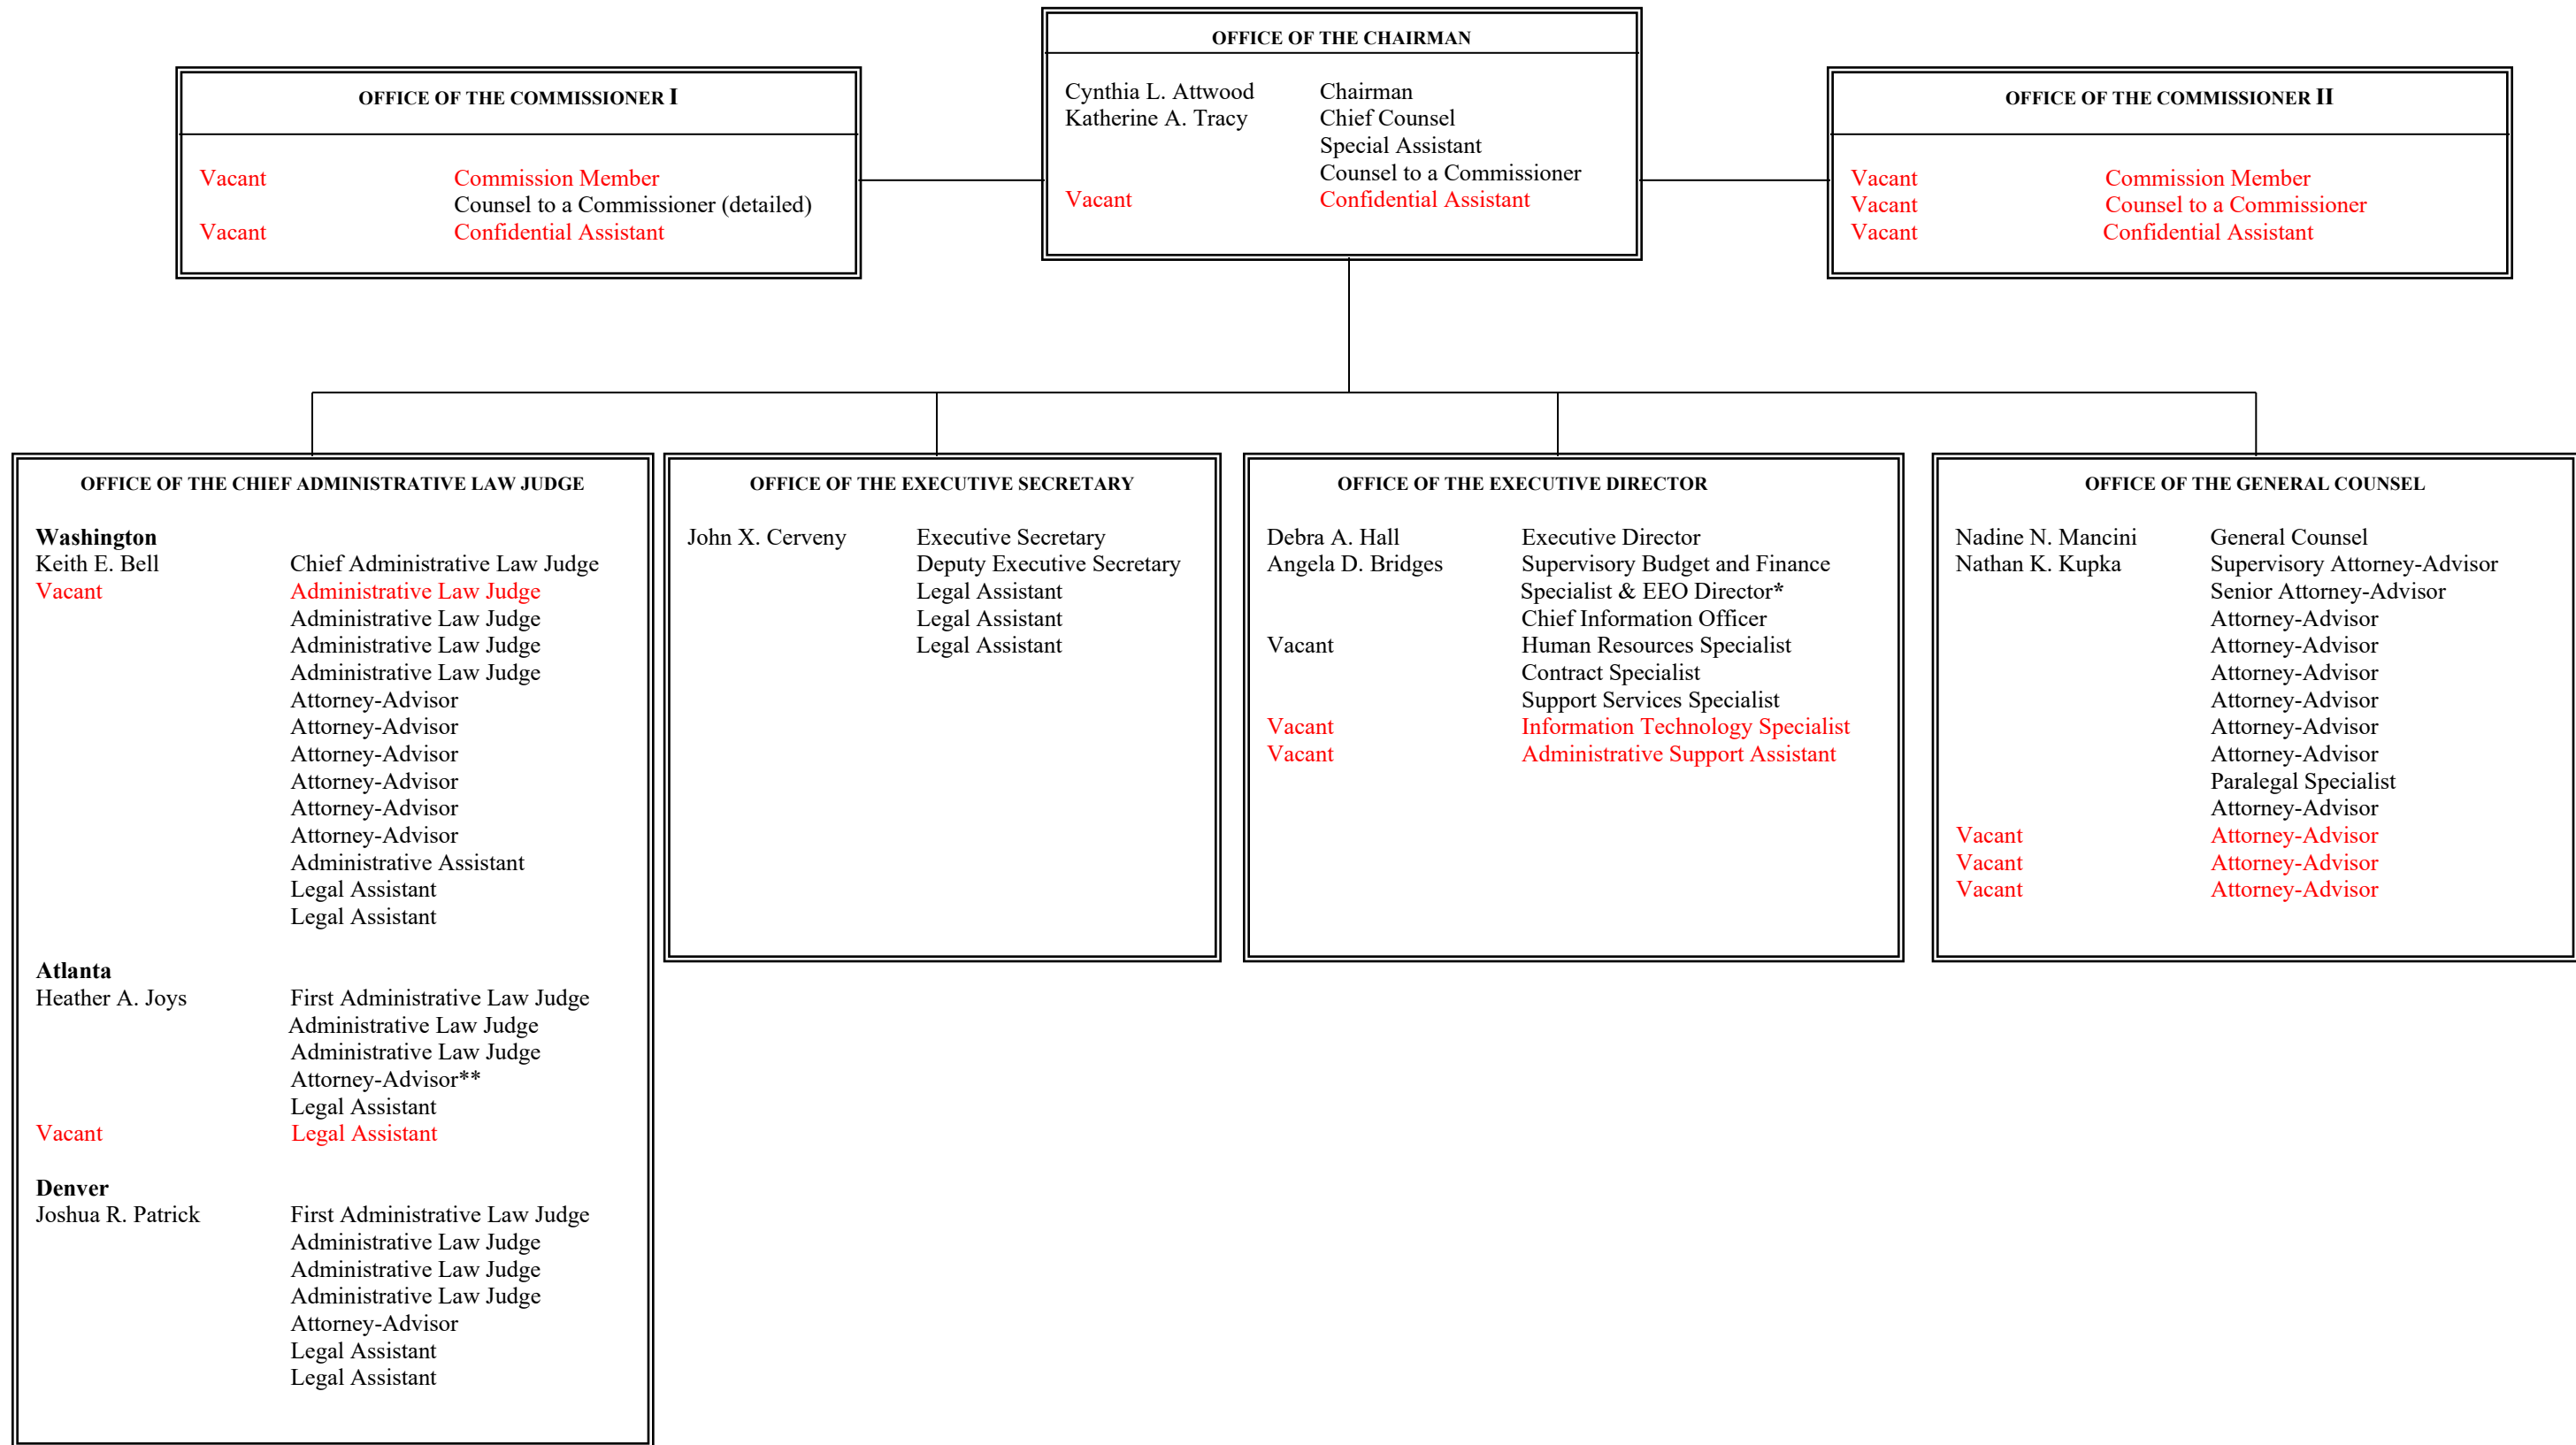 OFFICE OF THE CHAIRMAN
Cynthia L. Attwood Chairman
Katherine A. Tracy Chief Counsel
Special Assistant
Counsel to a Commissioner
Vacant Confidential Assistant
OFFICE OF THE COMMISSIONER I
Vacant Commission Member
Counsel to a Commissioner (detailed)
Vacant Confidential Assistant
OFFICE OF THE COMMISSIONER II
Vacant Commission Member
Vacant Counsel to a Commissioner
Vacant Confidential Assistant
OFFICE OF THE CHIEF ADMINISTRATIVE LAW JUDGE
Washington
Keith E. Bell Chief Administrative Law Judge
Vacant Administrative Law Judge
Administrative Law Judge
Administrative Law Judge
Administrative Law Judge
Attorney-Advisor
Attorney-Advisor
Attorney-Advisor
Attorney-Advisor
Attorney-Advisor
Attorney-Advisor
Administrative Assistant
Legal Assistant
Legal Assistant
Atlanta
Heather A. Joys First Administrative Law Judge
Administrative Law Judge
Administrative Law Judge
Attorney-Advisor**
Legal Assistant
Vacant Legal Assistant
Denver
Joshua R. Patrick First Administrative Law Judge
Administrative Law Judge
Administrative Law Judge
Administrative Law Judge
Attorney-Advisor
Legal Assistant
Legal Assistant
OFFICE OF THE EXECUTIVE SECRETARY
John X. Cerveny Executive Secretary
Deputy Executive Secretary
Legal Assistant
Legal Assistant
Legal Assistant
OFFICE OF THE EXECUTIVE DIRECTOR
Debra A. Hall Executive Director
Angela D. Bridges Supervisory Budget and Finance
Specialist & EEO Director*
Chief Information Officer
Vacant Human Resources Specialist
Contract Specialist
Support Services Specialist
Vacant Information Technology Specialist
Vacant Administrative Support Assistant
OFFICE OF THE GENERAL COUNSEL
Nadine N. Mancini General Counsel
Nathan K. Kupka Supervisory Attorney-Advisor
Senior Attorney-Advisor
Attorney-Advisor
Attorney-Advisor
Attorney-Advisor
Attorney-Advisor
Attorney-Advisor
Attorney-Advisor
Paralegal Specialist
Attorney-Advisor
Vacant Attorney-Advisor
Vacant Attorney-Advisor
Vacant Attorney-Advisor